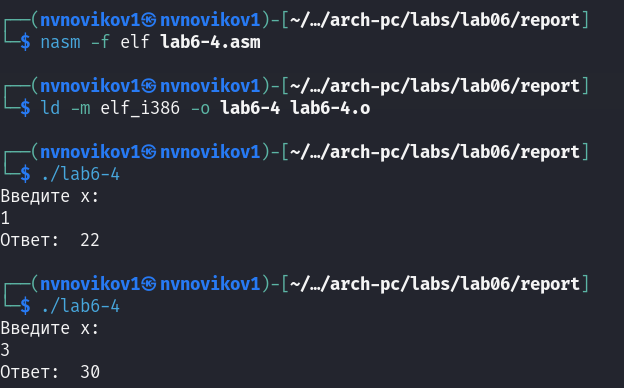 ┌──(nvnovikov1㉿nvnovikov1)-[~/…/arch-pc/labs/lab06/report]
└─$ nasm -f elf lab6-4.asm
┌──(nvnovikov1㉿nvnovikov1)-[~/…/arch-pc/labs/lab06/report]
└─$ ld -m elf_i386 -o lab6-4 lab6-4.o
┌──(nvnovikov1㉿nvnovikov1)-[~/…/arch-pc/labs/lab06/report]
└─$ ./lab6-4
Введите x:
1
Ответ:  22
┌──(nvnovikov1㉿nvnovikov1)-[~/…/arch-pc/labs/lab06/report]
└─$ ./lab6-4
Введите x:
3
Ответ:  30